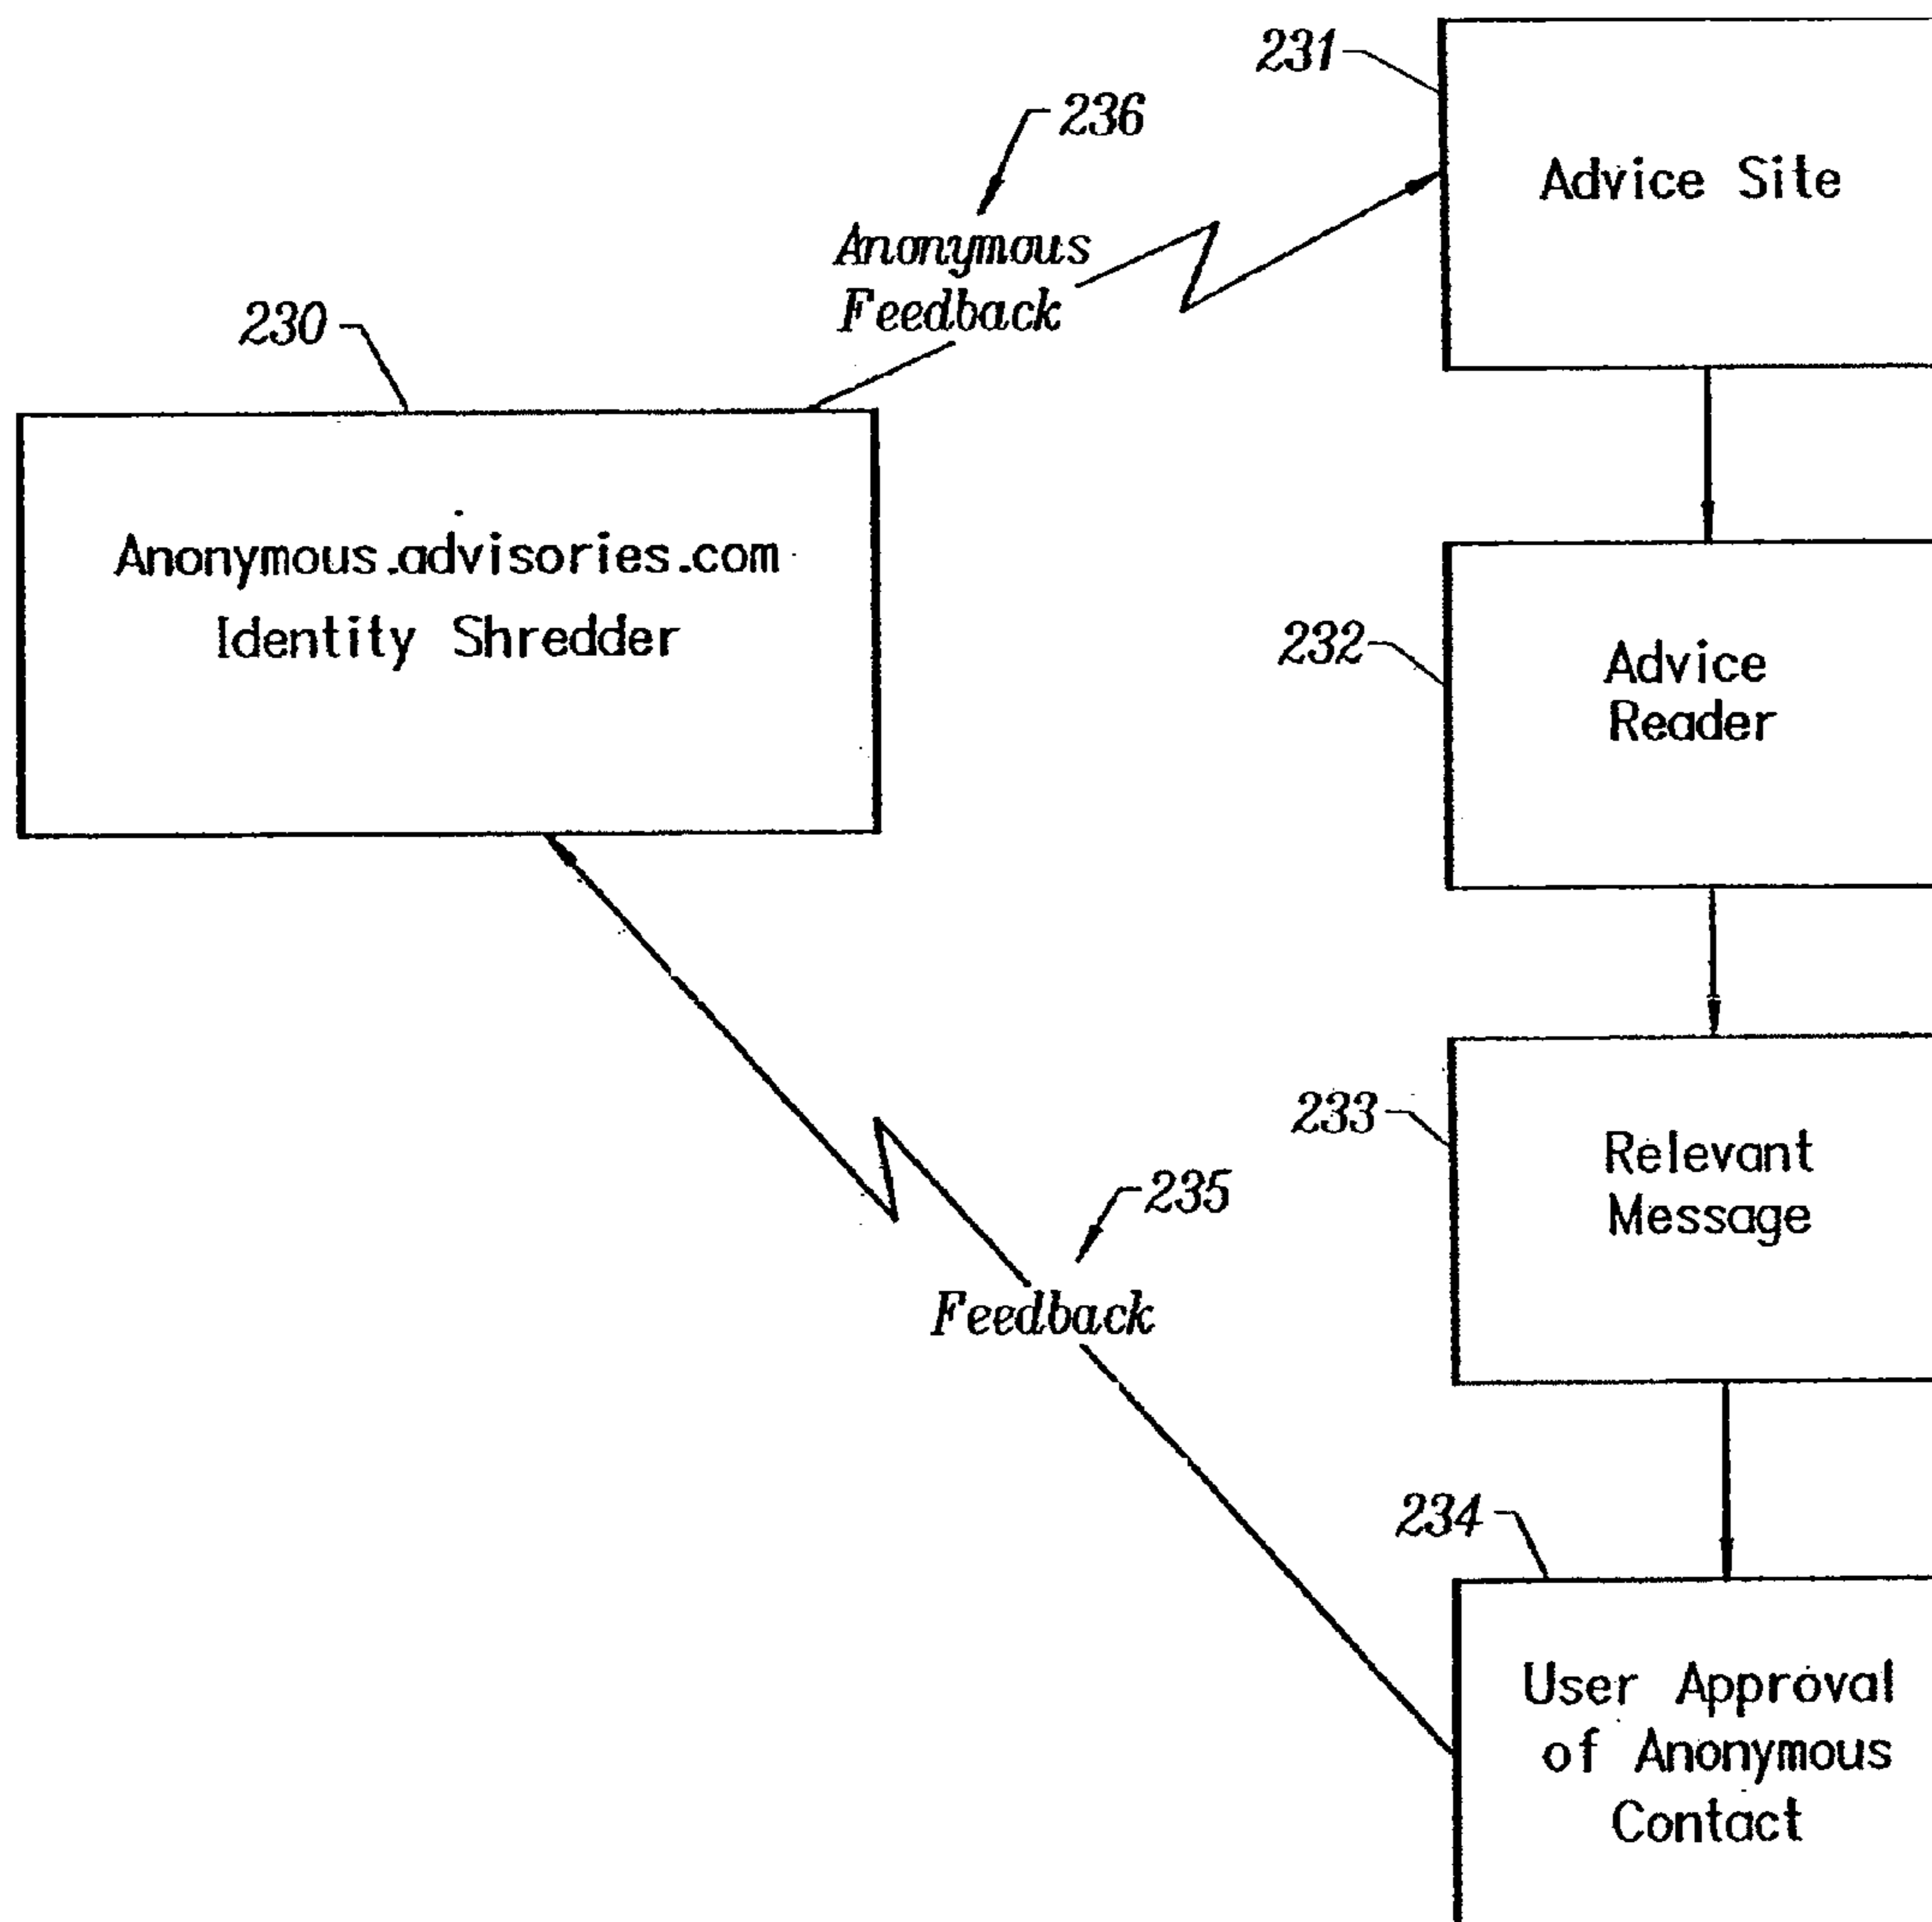 231
Advice Site
236
Anonymous
Feedback
230
Anonymous.advisories.com
Identity Shredder
232
Advice
Reader
233
Relevant
Message
235
Feedback
234
User Approval
of Anonymous
Contact